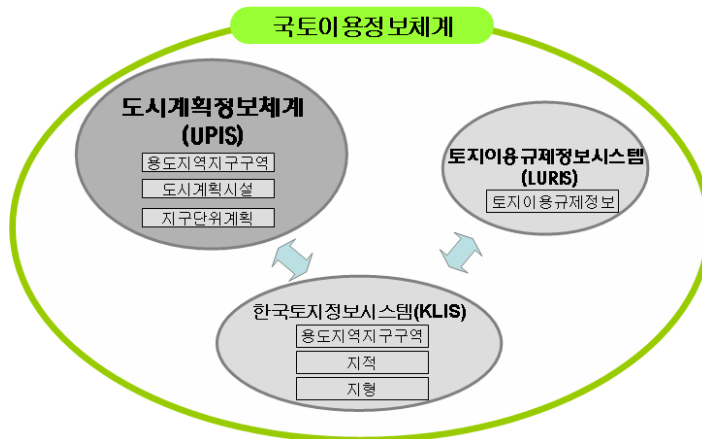 국토이용정보체계
도시계획정보체계
(UPIS)
용도지역지구구역
도시계획시설
지구단위계획
토지이용규제정보시스템
(LURIS)
토지이용규제정보
한국토지정보시스템(KLIS)
용도지역지구구역
지적
지형